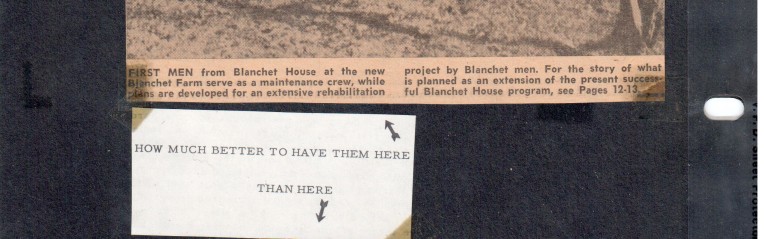 FIRST MEN from Blanchet House at the new
Blanchet Farm serve as a maintenance crew, while
plans are developed for an extensive rehabilitation
project by Blanchet men. For the story of what
is planned as an extension of the present success-
ful Blanchet House program, see Pages 12-13.
HOW MUCH BETTER TO HAVE THEM HERE
THAN HERE
Sheet Protector